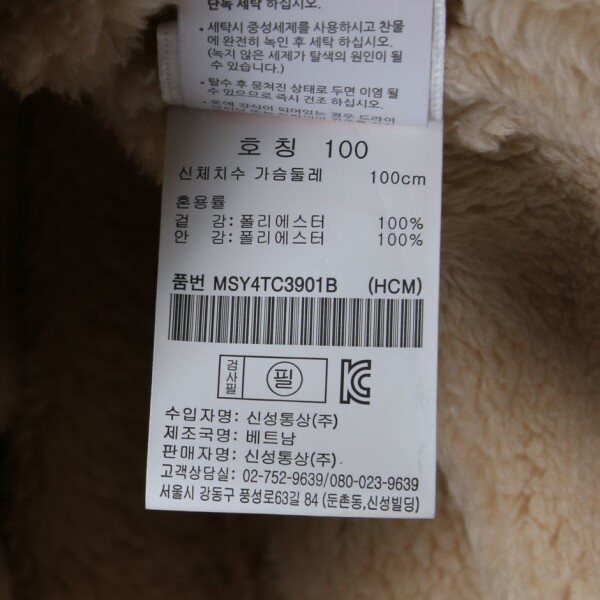 단독 세탁 하십시오.
• 세탁시 중성세제를 사용하시고 찬물
에 완전히 녹인 후 세탁 하십시오.
(녹지 않은 세제가 탈색의 원인이 될
수 있습니다.)
• 탈수 후 뭉쳐진 상태로 두면 이염 될
수 있으므로 즉시 건조 하십시오.
호 칭 100
신체치수 가슴둘레 100cm
혼용률
겉 감:폴리에스터 100%
안 감:폴리에스터 100%
품번 MSY4TC3901B (HCM)
검사필 필 KC
수입자명: 신성통상(주)
제조국명: 베트남
판매자명: 신성통상(주)
고객상담실: 02-752-9639/080-023-9639
서울시 강동구 풍성로63길 84 (둔촌동,신성빌딩)